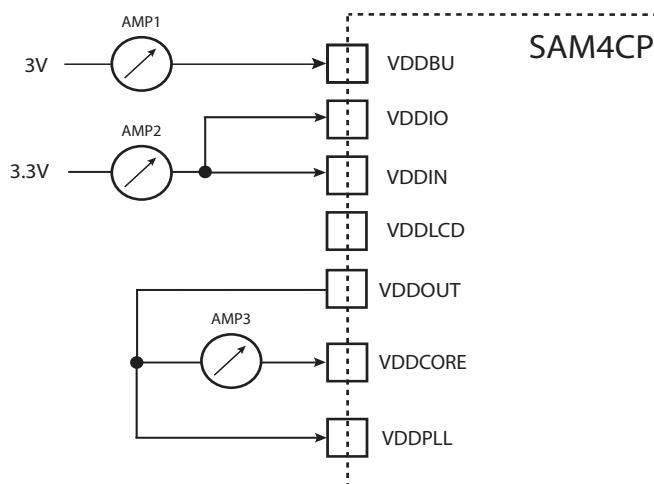 AMP1
SAM4CP
3V
VDDBU
VDDIO
AMP2
3.3V
VDDIN
VDDLCD
VDDOUT
AMP3
VDDCORE
VDDPLL